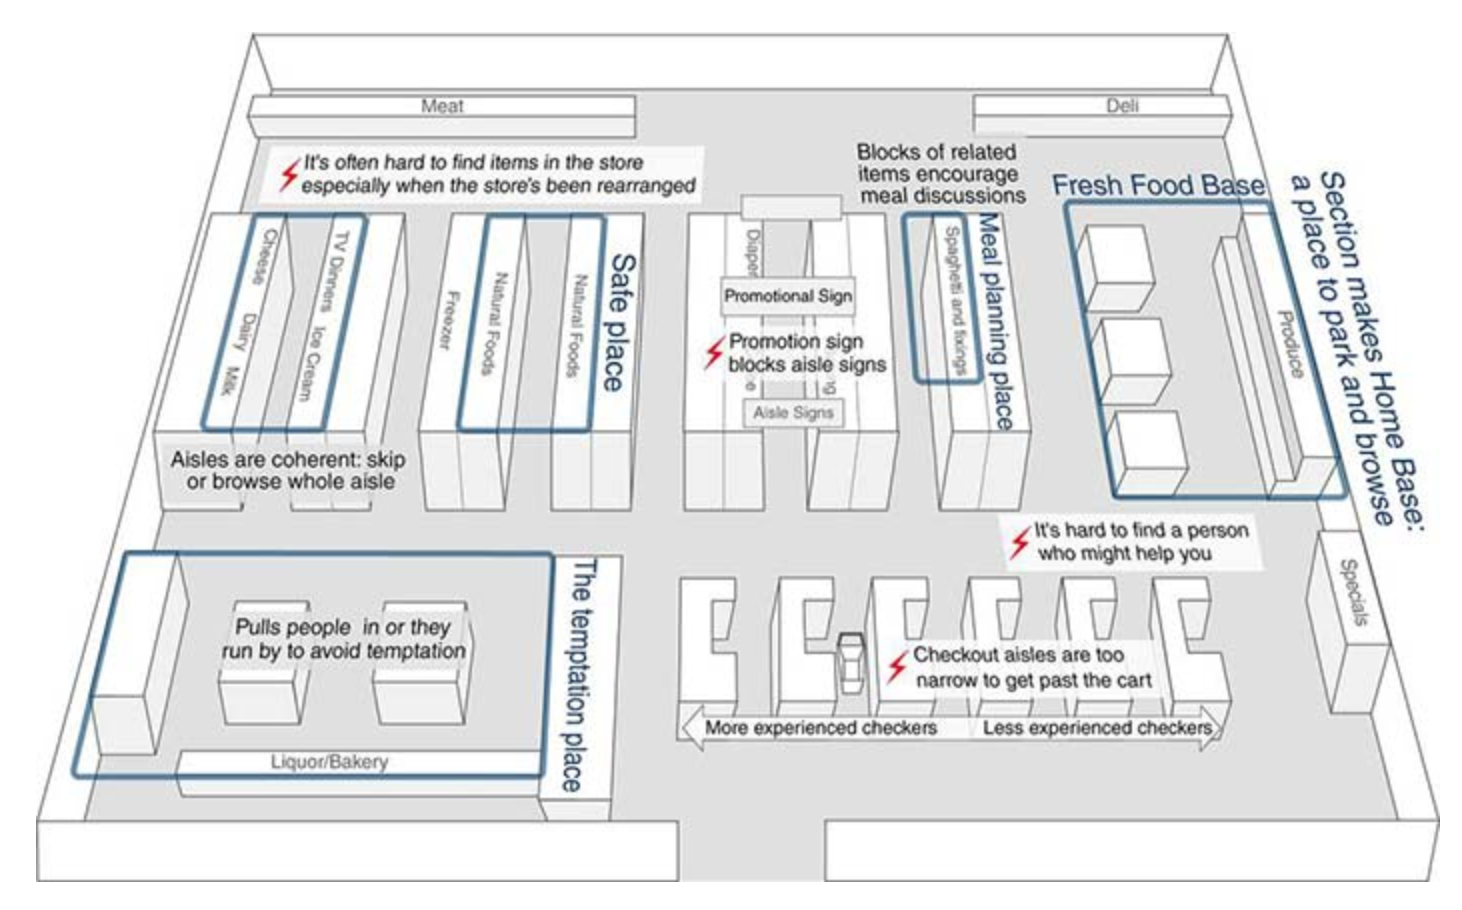 Meat
Deli
It's often hard to find items in the store
especially when the store's been rearranged
Blocks of related
items encourage
meal discussions
Fresh Food Base
Section makes Home Base:
a place to park and browse
Cheese Dairy Milk
TV Dinners Ice Cream
Freezer
Natural Foods
Natural Foods
Safe place
Promotional Sign
Promotion sign
blocks aisle signs
Aisle Signs
Spaghetti and fixings
Meal planning place
Produce
Aisles are coherent: skip
or browse whole aisle
It's hard to find a person
who might help you
Specials
Pulls people in or they
run by to avoid temptation
The temptation place
Liquor/Bakery
Checkout aisles are too
narrow to get past the cart
More experienced checkers
Less experienced checkers